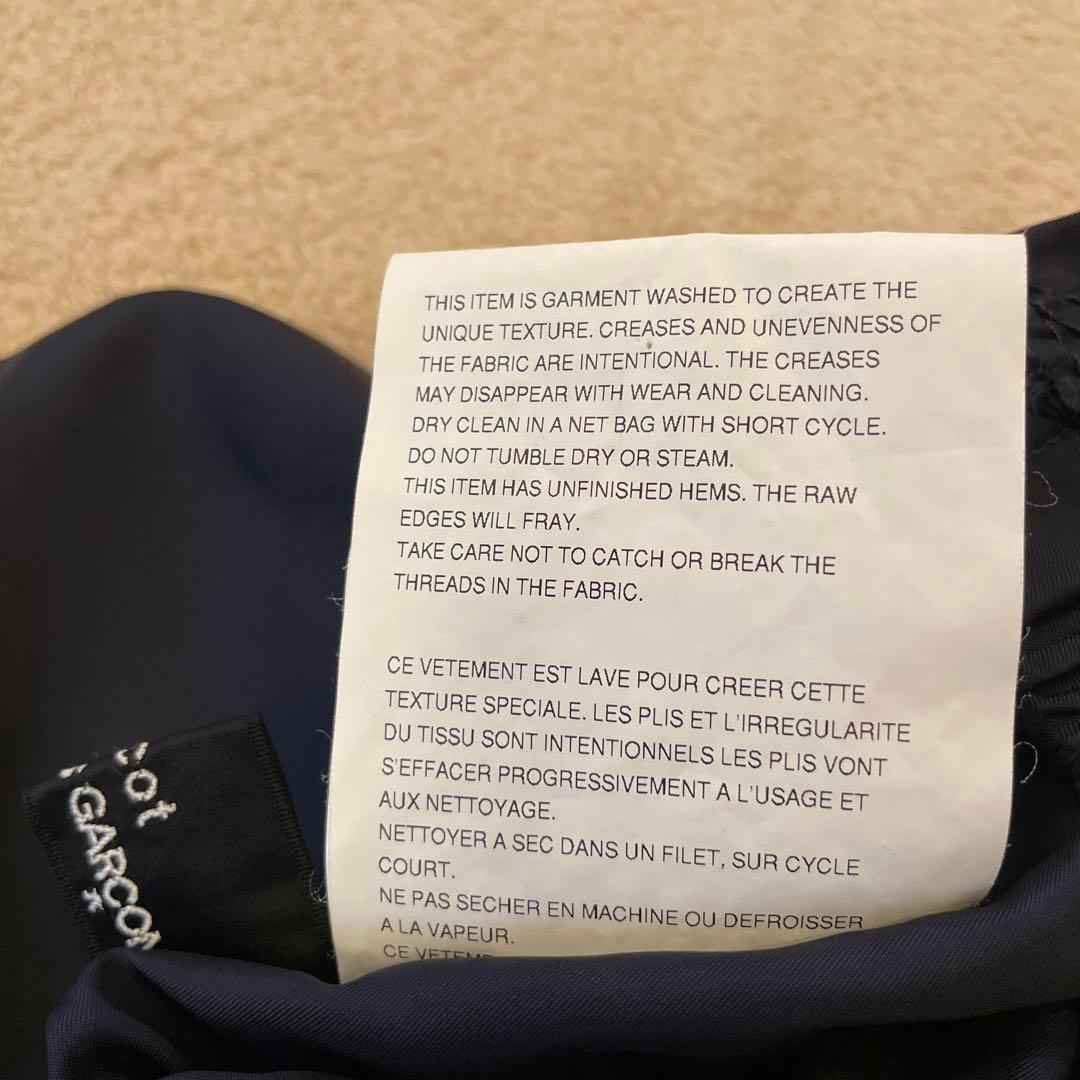 THIS ITEM IS GARMENT WASHED TO CREATE THE
UNIQUE TEXTURE. CREASES AND UNEVENNESS OF
THE FABRIC ARE INTENTIONAL. THE CREASES
MAY DISAPPEAR WITH WEAR AND CLEANING.
DRY CLEAN IN A NET BAG WITH SHORT CYCLE.
DO NOT TUMBLE DRY OR STEAM.
THIS ITEM HAS UNFINISHED HEMS. THE RAW
EDGES WILL FRAY.
TAKE CARE NOT TO CATCH OR BREAK THE
THREADS IN THE FABRIC.
CE VETEMENT EST LAVE POUR CREER CETTE
TEXTURE SPECIALE. LES PLIS ET L'IRREGULARITE
DU TISSU SONT INTENTIONNELS LES PLIS VONT
S'EFFACER PROGRESSIVEMENT A L'USAGE ET
AUX NETTOYAGE.
NETTOYER A SEC DANS UN FILET, SUR CYCLE
COURT.
NE PAS SECHER EN MACHINE OU DEFROISSER
A LA VAPEUR.
CE
cot
GARCON